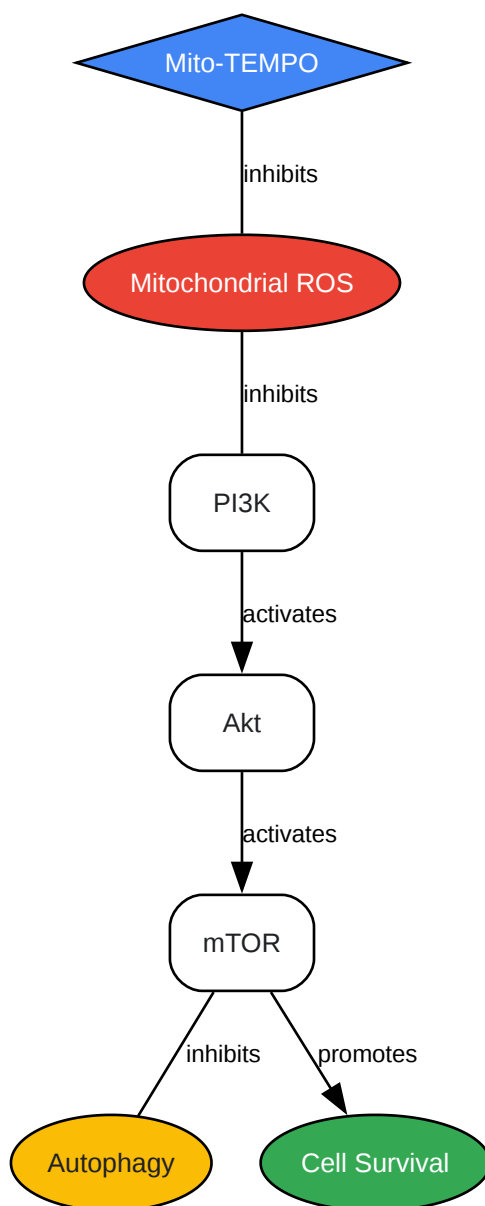 Mito-TEMPO
inhibits
Mitochondrial ROS
inhibits
PI3K
activates
Akt
activates
mTOR
inhibits
promotes
Autophagy
Cell Survival